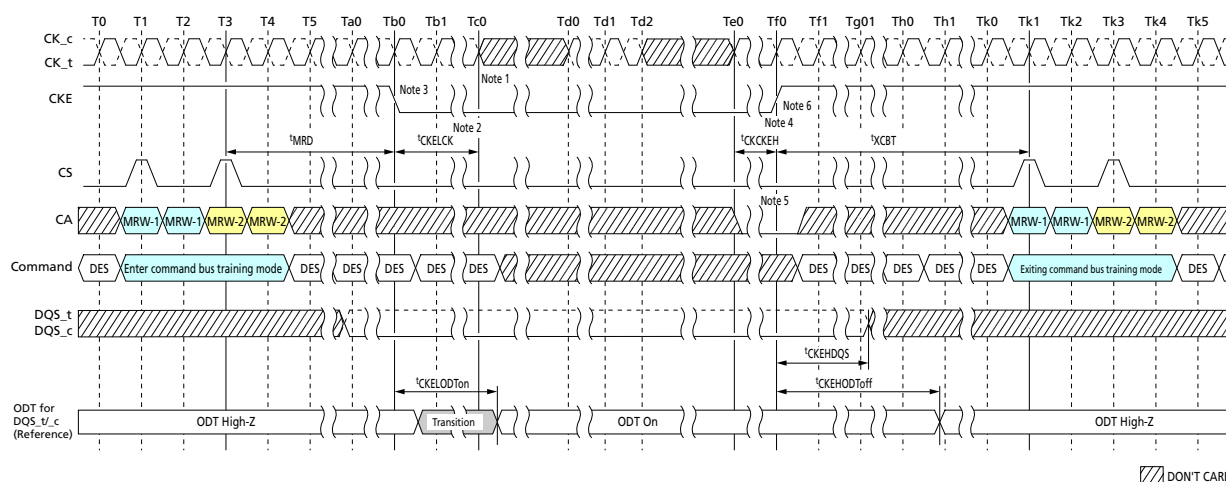 T0 T1 T2 T3 T4 T5 Ta0 Tb0 Tb1 Tc0 Td0 Td1 Td2 Te0 Tf0 Tf1 Tg01 Th0 Th1 Tk0 Tk1 Tk2 Tk3 Tk4 Tk5
CK_c
CK_t
Note 1
CKE
Note 3
Note 6
Note 2
Note 4
tMRD
tCKELCK
tCKCKEH
tXCBT
CS
Note 5
CA
MRW-1 MRW-1 MRW-2 MRW-2 MRW-1 MRW-1 MRW-2 MRW-2
Command
DES Enter command bus training mode DES DES DES DES DES DES DES DES DES DES Exiting command bus training mode DES
DQS_t
DQS_c
tCKEHDQS
tCKELODTon
tCKEHODToff
ODT for
DQS_t/_c
(Reference)
ODT High-Z Transition ODT On ODT High-Z
DON'T CARE